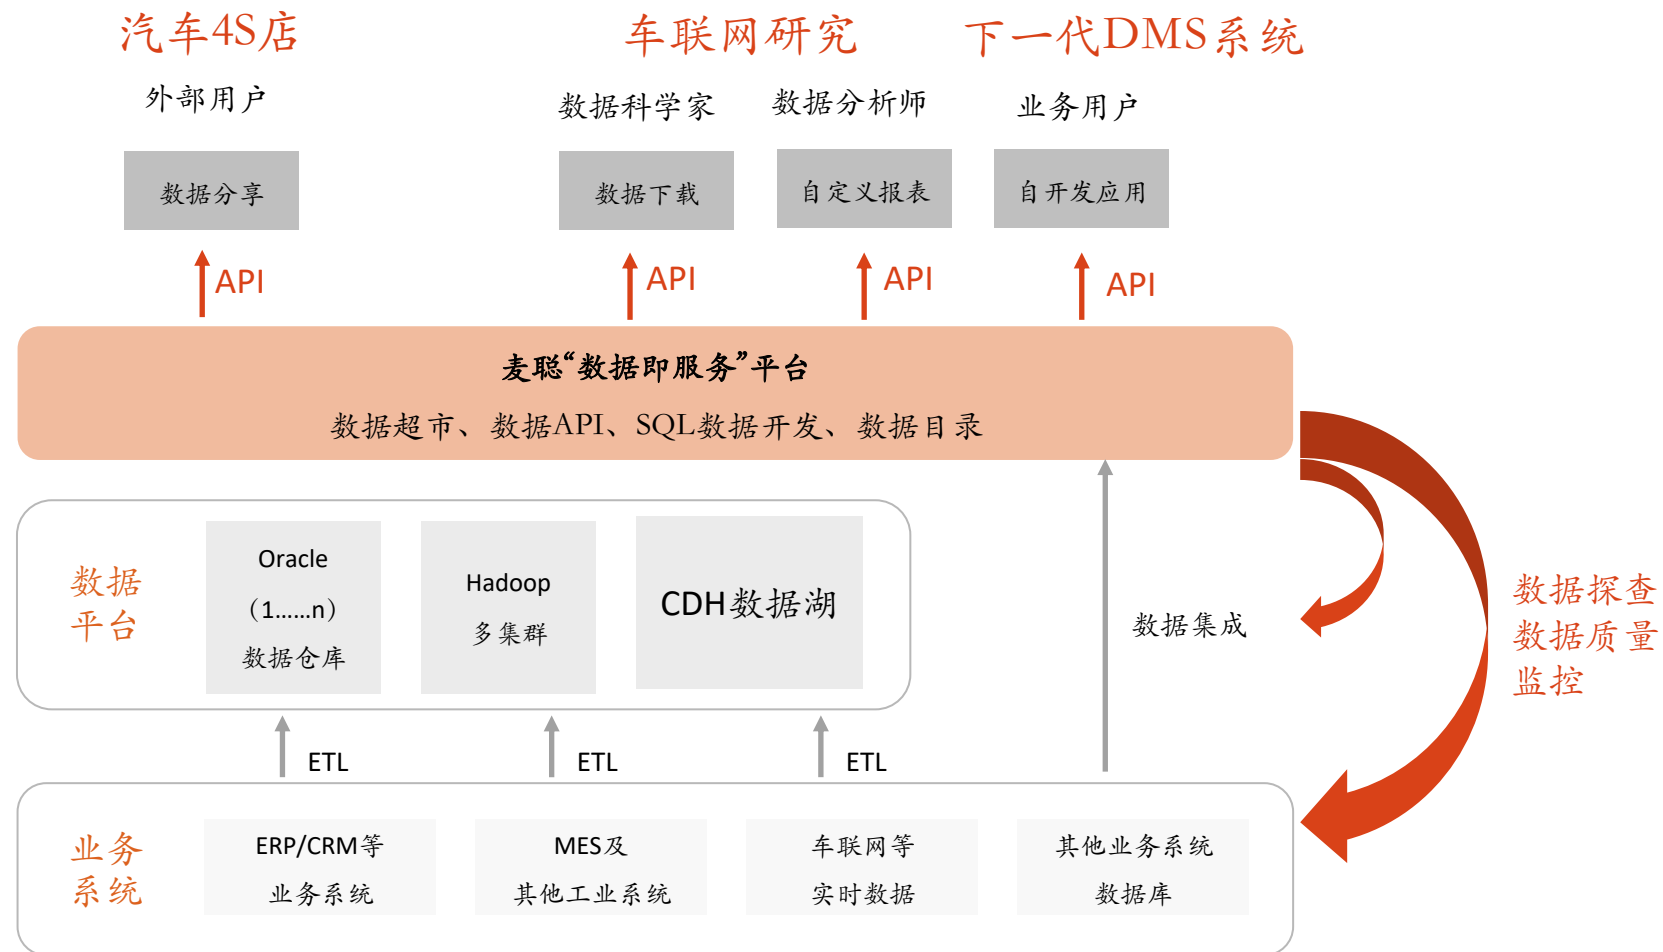 汽车4S店
车联网研究
下一代DMS系统
外部用户
数据科学家
数据分析师
业务用户
数据分享
数据下载
自定义报表
自开发应用
API
API
API
API
麦聪“数据即服务”平台
数据超市、数据API、SQL数据开发、数据目录
数据
平台
Oracle
（1……n）
数据仓库
Hadoop
多集群
CDH数据湖
数据集成
数据探查
数据质量
监控
ETL
ETL
ETL
业务
系统
ERP/CRM等
业务系统
MES及
其他工业系统
车联网等
实时数据
其他业务系统
数据库